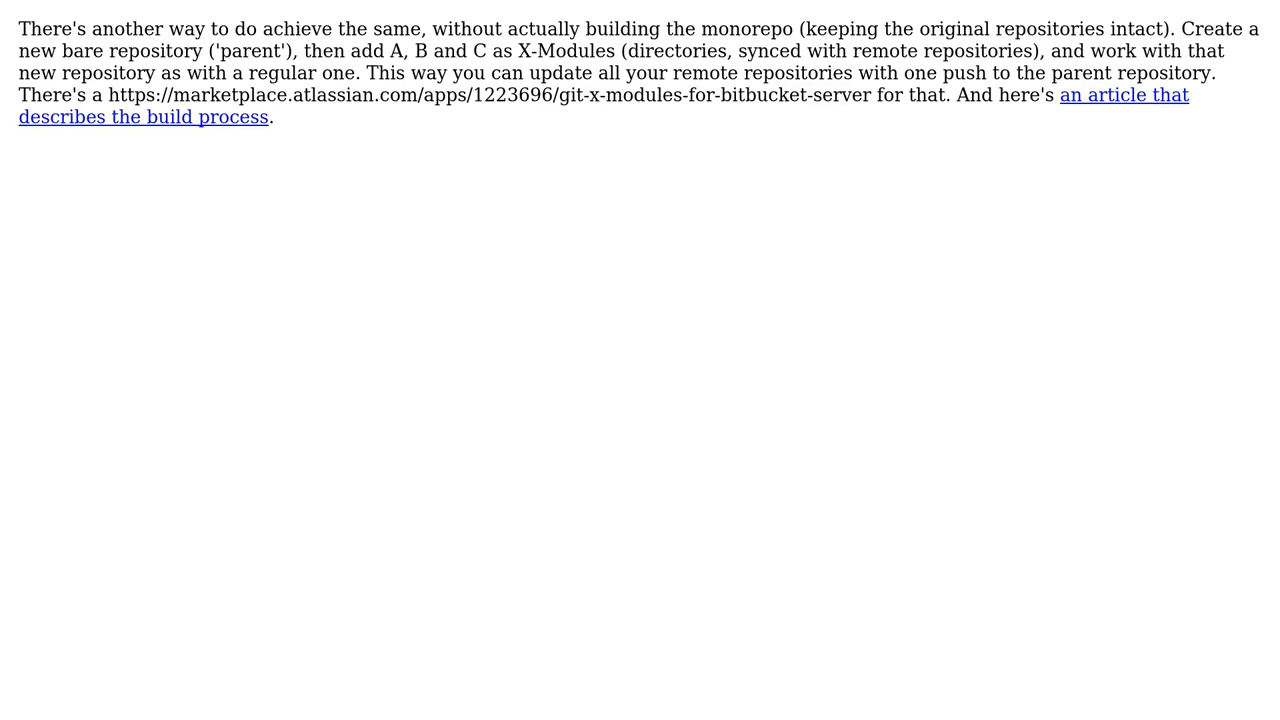 There's another way to do achieve the same, without actually building the monorepo (keeping the original repositories intact). Create a
new bare repository ('parent'), then add A, B and C as X-Modules (directories, synced with remote repositories), and work with that
new repository as with a regular one. This way you can update all your remote repositories with one push to the parent repository.
There's a https://marketplace.atlassian.com/apps/1223696/git-x-modules-for-bitbucket-server for that. And here's an article that
describes the build process.